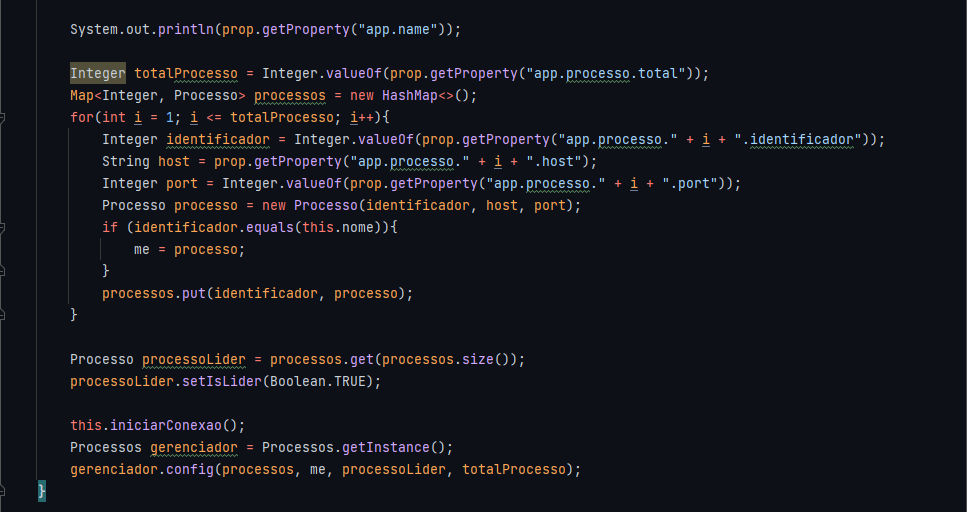 System.out.println(prop.getProperty("app.name"));
Integer totalProcesso = Integer.valueOf(prop.getProperty("app.processo.total"));
Map<Integer, Processo> processos = new HashMap<>();
for(int i = 1; i <= totalProcesso; i++){
Integer identificador = Integer.valueOf(prop.getProperty("app.processo." + i + ".identificador"));
String host = prop.getProperty("app.processo." + i + ".host");
Integer port = Integer.valueOf(prop.getProperty("app.processo." + i + ".port"));
Processo processo = new Processo(identificador, host, port);
if (identificador.equals(this.nome)){
me = processo;
}
processos.put(identificador, processo);
}
Processo processoLider = processos.get(processos.size());
processoLider.setIsLider(Boolean.TRUE);
this.iniciarConexao();
Processos gerenciador = Processos.getInstance();
gerenciador.config(processos, me, processoLider, totalProcesso);
}